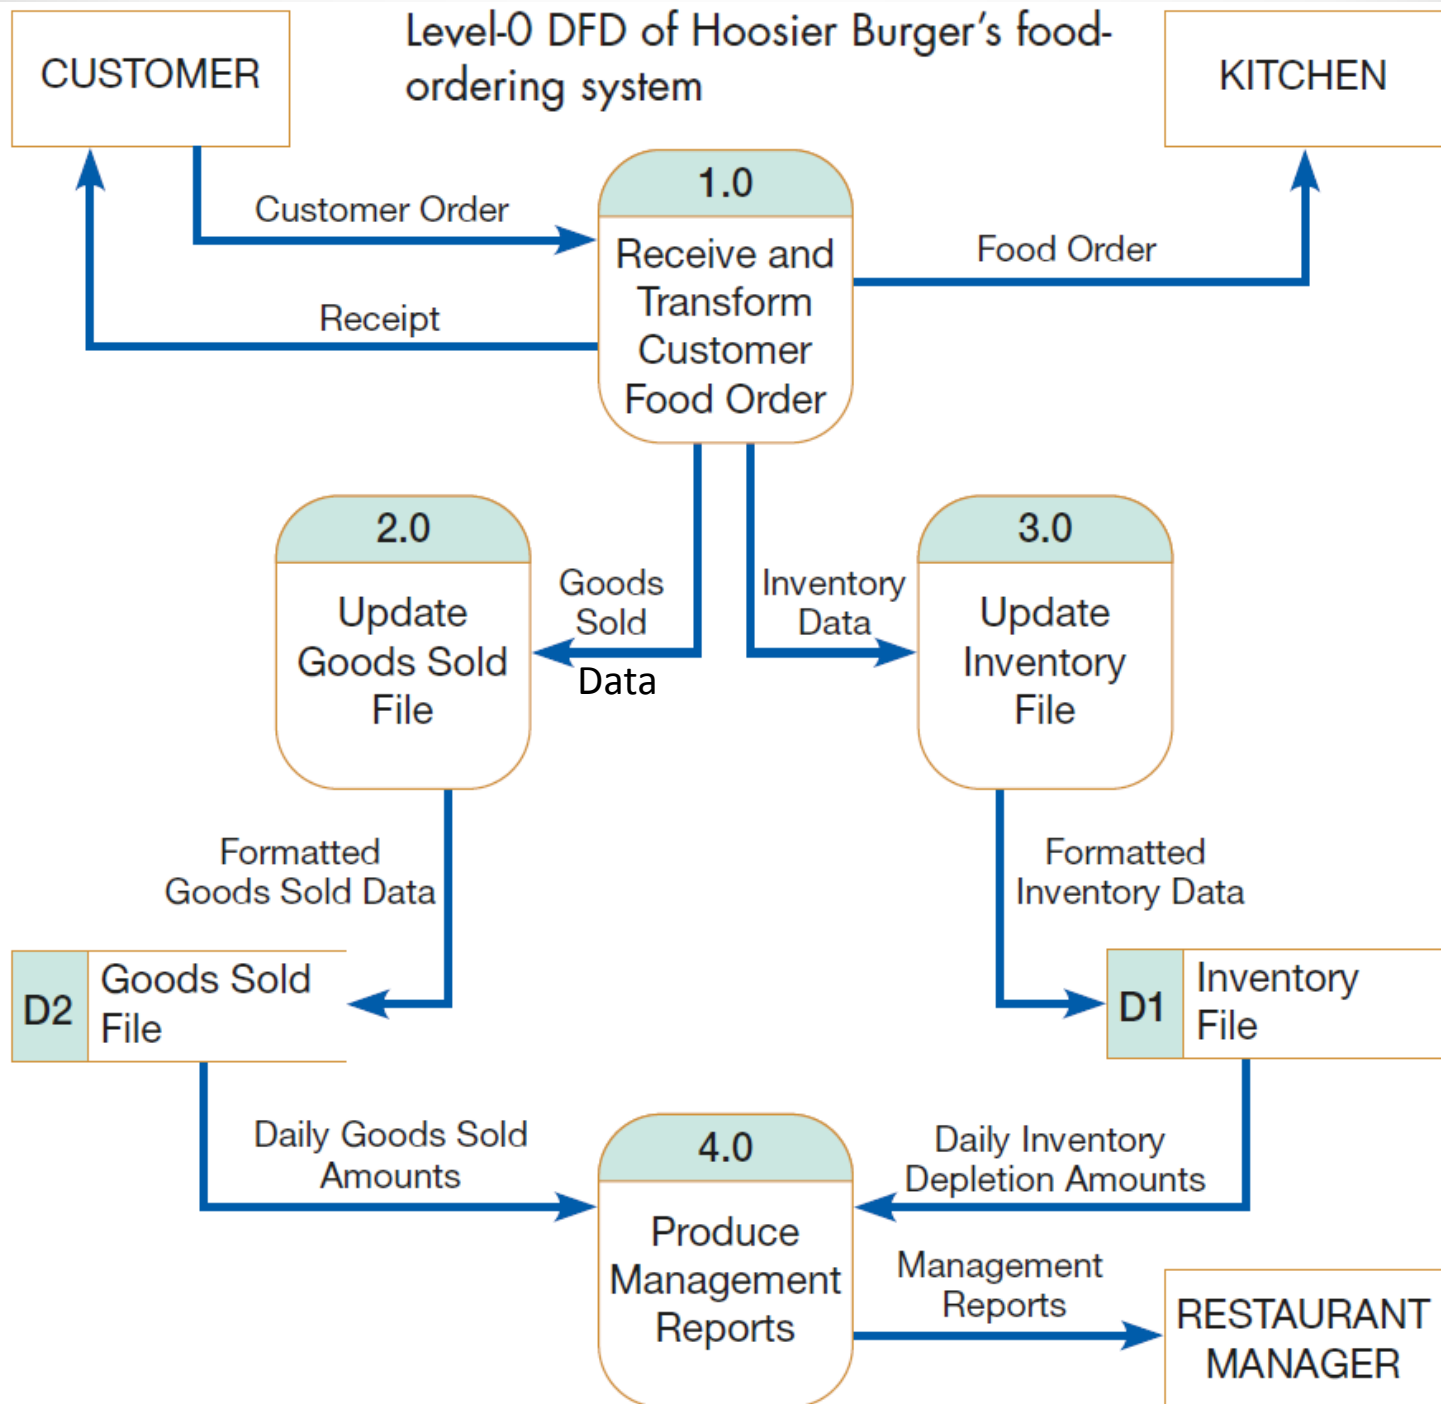 Level-0 DFD of Hoosier Burger's food-
ordering system
CUSTOMER
KITCHEN
1.0
Receive and
Transform
Customer
Food Order
Customer Order
Receipt
Food Order
2.0
Update
Goods Sold
File
Goods
Sold
Data
Inventory
Data
3.0
Update
Inventory
File
Formatted
Goods Sold Data
Formatted
Inventory Data
D2
Goods Sold
File
D1
Inventory
File
Daily Goods Sold
Amounts
4.0
Produce
Management
Reports
Daily Inventory
Depletion Amounts
Management
Reports
RESTAURANT
MANAGER